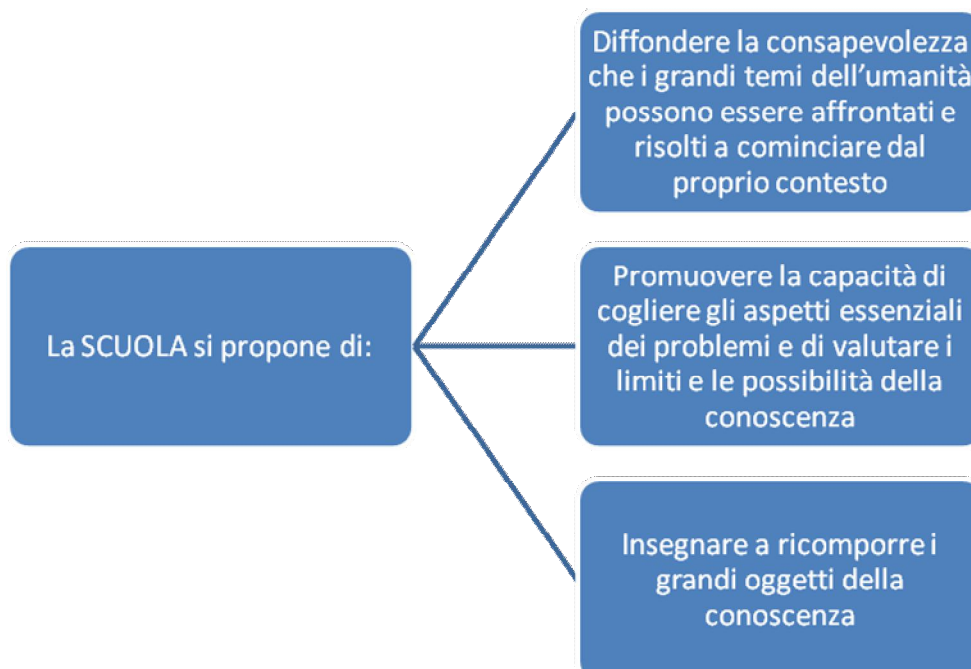 La SCUOLA si propone di:
Diffondere la consapevolezza
che i grandi temi dell'umanità
possono essere affrontati e
risolti a cominciare dal
proprio contesto
Promuovere la capacità di
cogliere gli aspetti essenziali
dei problemi e di valutare i
limiti e le possibilità della
conoscenza
Insegnare a ricomporre i
grandi oggetti della
conoscenza